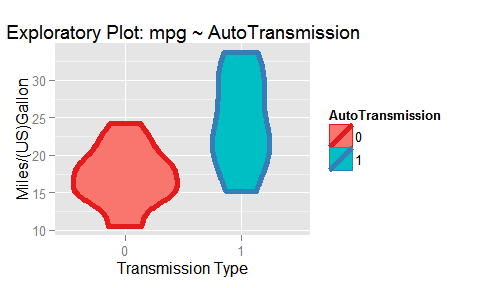 Exploratory Plot: mpg ~ AutoTransmission
Miles/(US)Gallon
30
25
20
15
10
0
1
Transmission Type
AutoTransmission
0
1